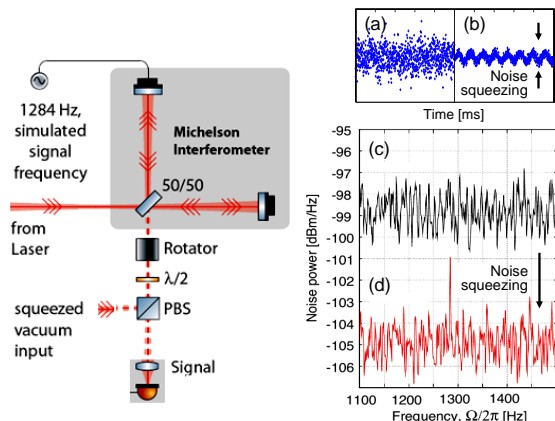 1284 Hz,
simulated
signal
frequency
Michelson
Interferometer
50/50
from
Laser
Rotator
λ/2
PBS
squeezed
vacuum
input
Signal
(a)
(b)
Noise
squeezing
Time [ms]
Noise power [dBm/Hz]
-95
-96
-97
-98
-99
-100
-101
-102
-103
-104
-105
-106
(c)
(d)
Noise
squeezing
1100 1200 1300 1400
Frequency, Ω/2π [Hz]